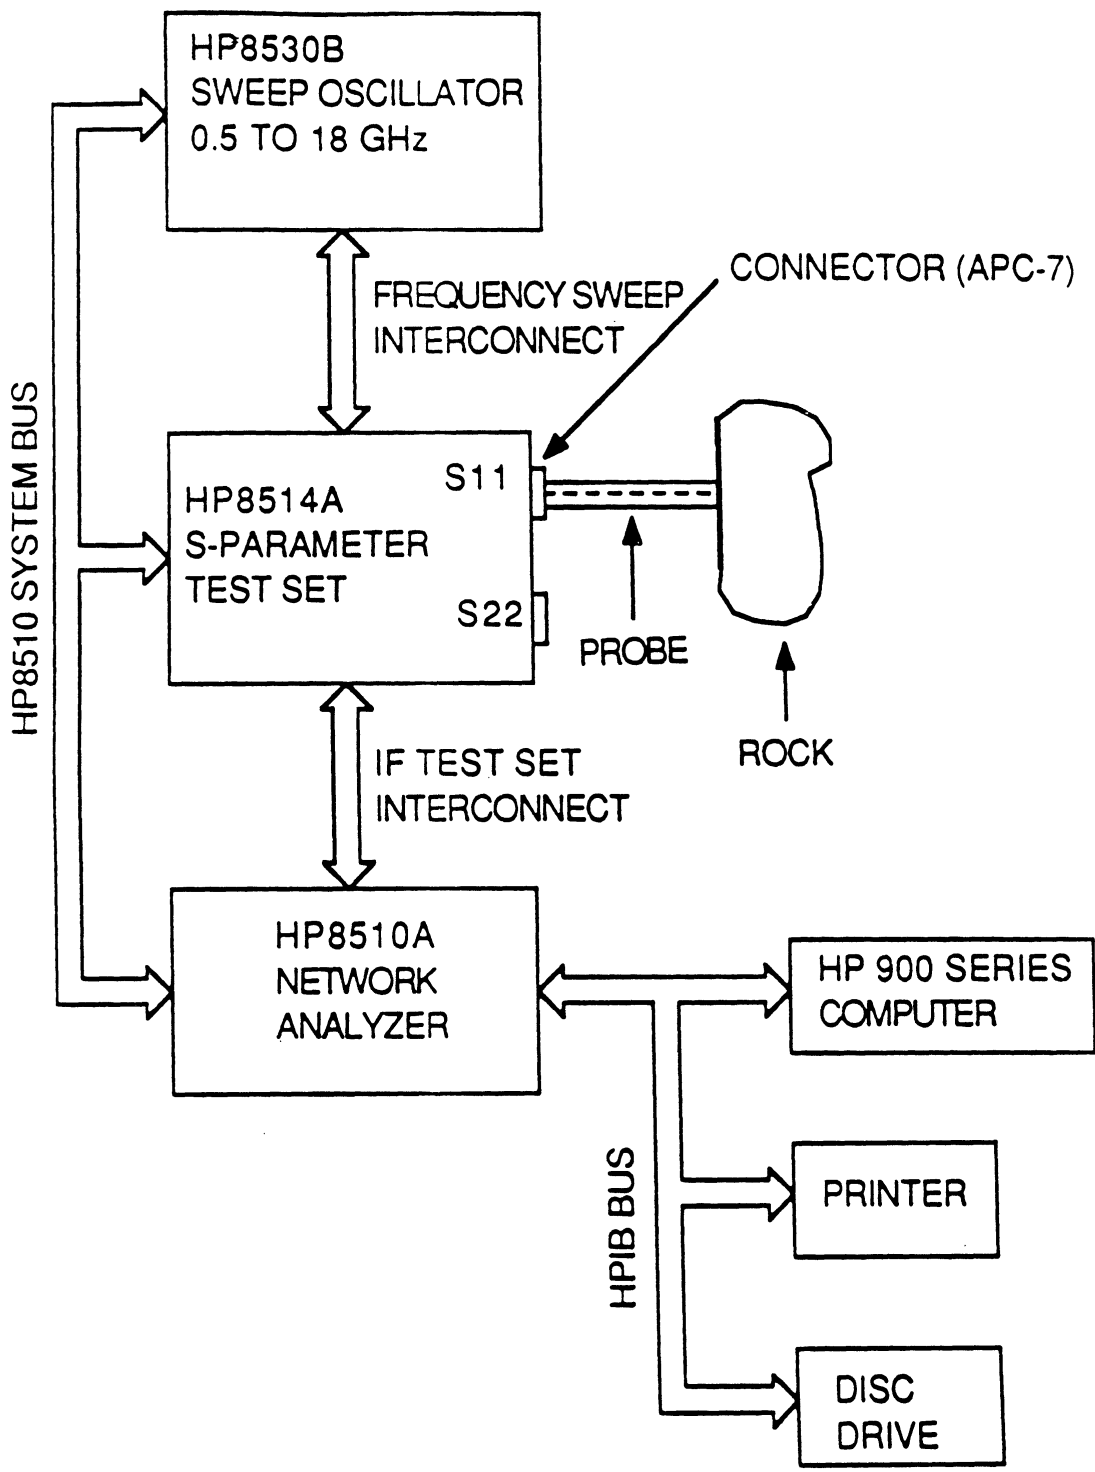 HP8530B
SWEEP OSCILLATOR
0.5 TO 18 GHz
CONNECTOR (APC-7)
FREQUENCY SWEEP
INTERCONNECT
HP8510 SYSTEM BUS
S11
HP8514A
S-PARAMETER
TEST SET
S22
PROBE
ROCK
IF TEST SET
INTERCONNECT
HP8510A
NETWORK
ANALYZER
HP 900 SERIES
COMPUTER
HPIB BUS
PRINTER
DISC
DRIVE